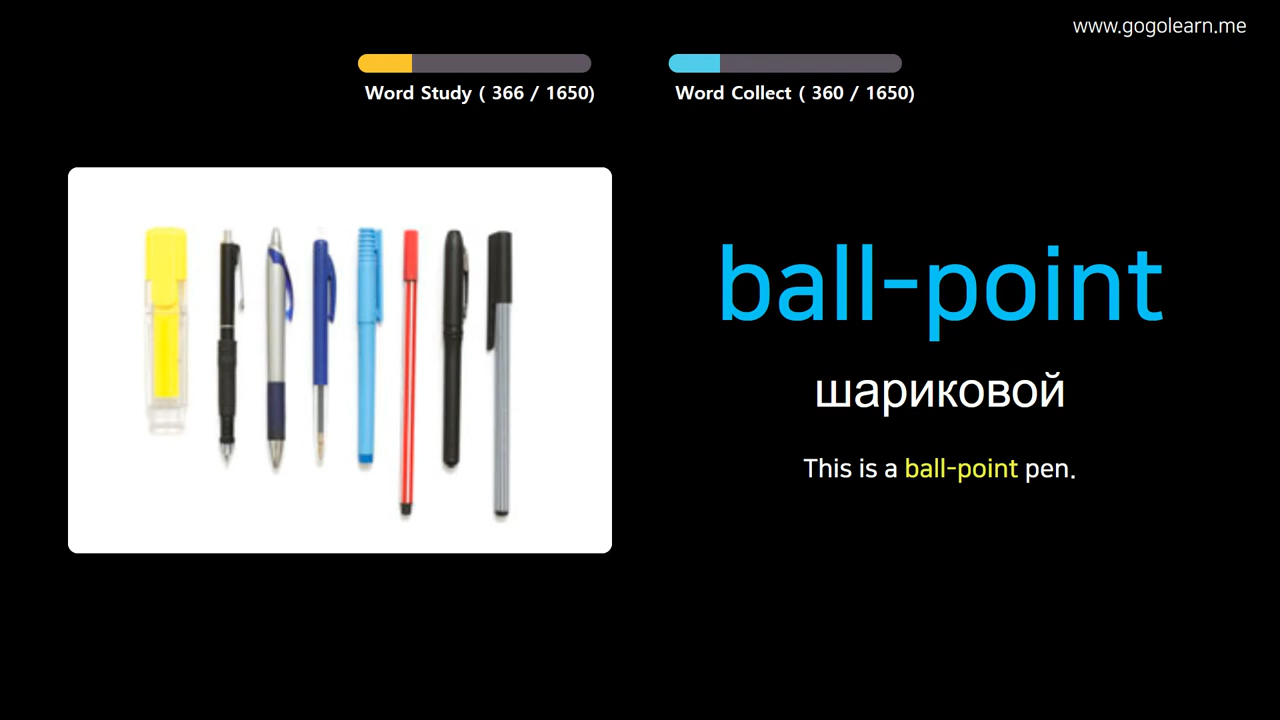 www.gogolearn.me
Word Study ( 366 / 1650)
Word Collect ( 360 / 1650)
ball-point
шариковой
This is a ball-point pen.